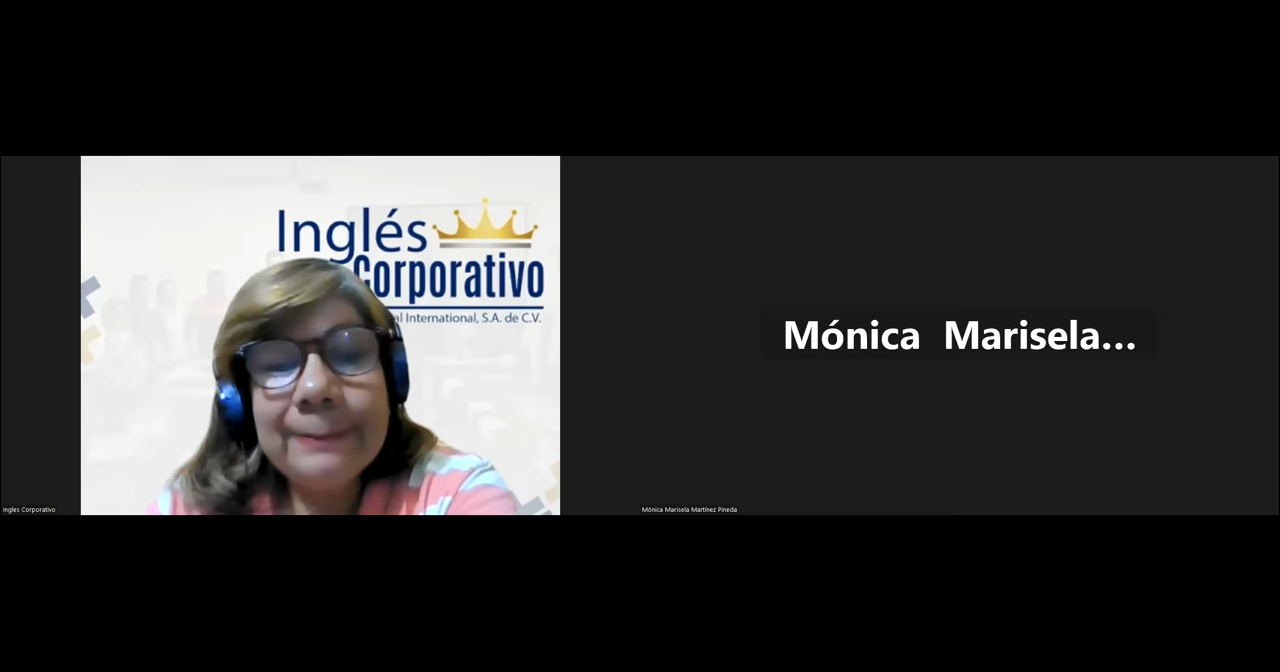 Inglés
Corporativo
al International, S.A. de C.V.
Mónica Marisela...
Ingles Corporativo
Mónica Marisela Martínez Pineda